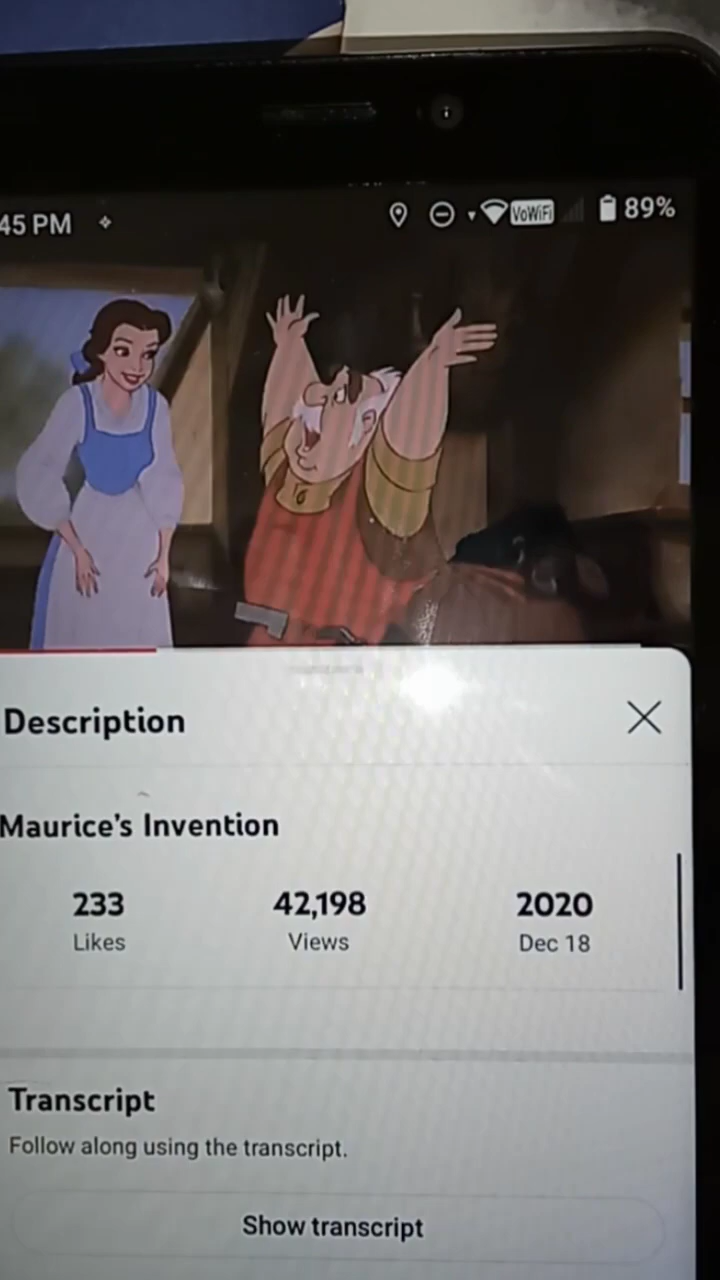 45 PM
VoWiFi
89%
Description
Maurice's Invention
233
42,198
2020
Likes
Views
Dec 18
Transcript
Follow along using the transcript.
Show transcript